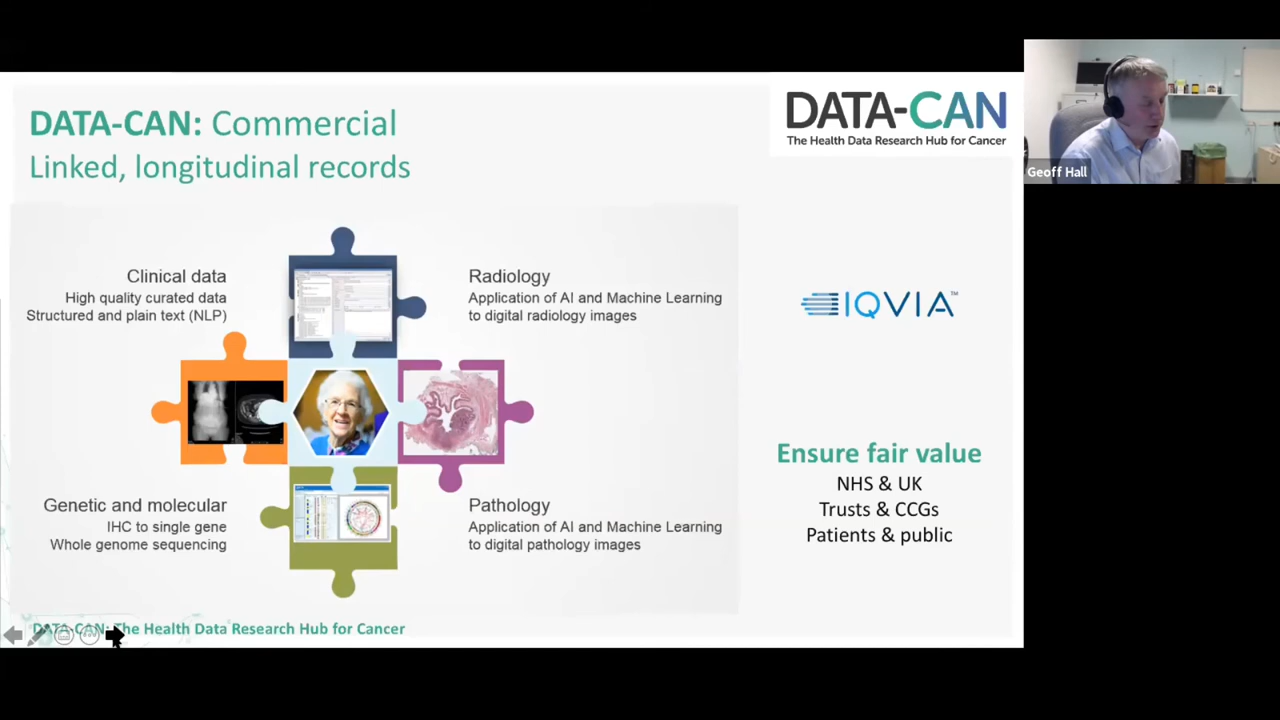 DATA-CAN: Commercial
Linked, longitudinal records
DATA-CAN
The Health Data Research Hub for Cancer
Geoff Hall
Clinical data
High quality curated data
Structured and plain text (NLP)
Radiology
Application of AI and Machine Learning
to digital radiology images
IQVIA™
Genetic and molecular
IHC to single gene
Whole genome sequencing
Pathology
Application of AI and Machine Learning
to digital pathology images
Ensure fair value
NHS & UK
Trusts & CCGs
Patients & public
DATA-CAN: The Health Data Research Hub for Cancer